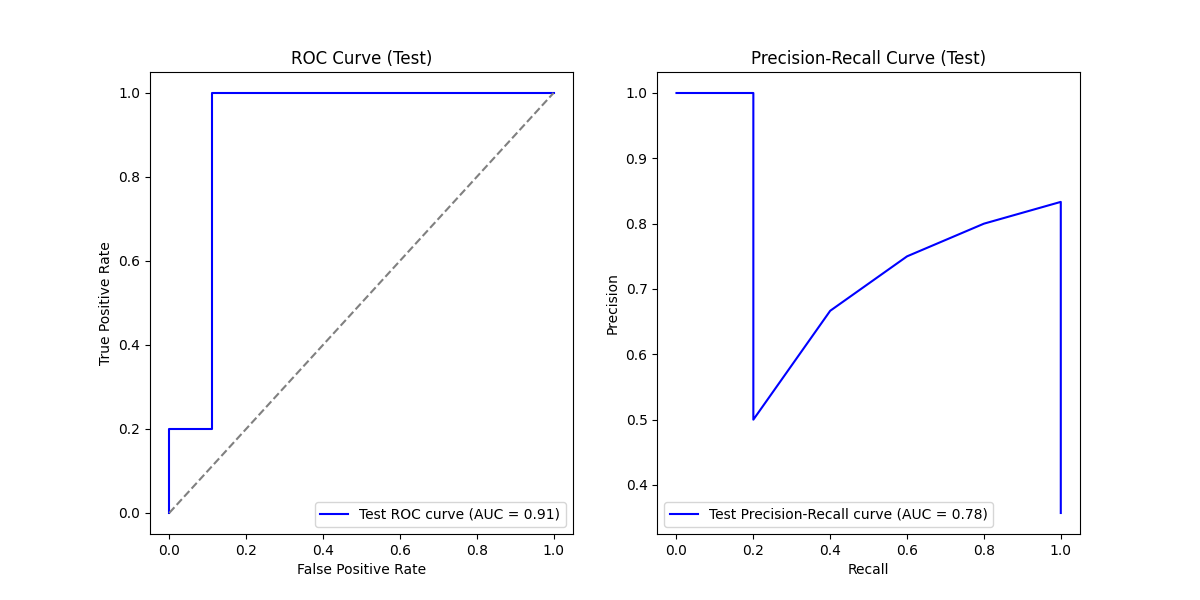 ROC Curve (Test)
1.0
0.8
0.6
0.4
0.2
0.0
True Positive Rate
0.0 0.2 0.4 0.6 0.8 1.0
False Positive Rate
Test ROC curve (AUC = 0.91)
Precision-Recall Curve (Test)
1.0
0.9
0.8
0.7
0.6
0.5
0.4
Precision
0.0 0.2 0.4 0.6 0.8 1.0
Recall
Test Precision-Recall curve (AUC = 0.78)